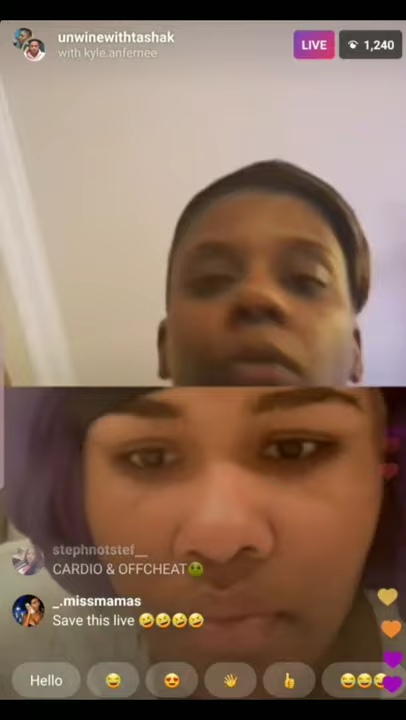 unwinewithtashak
with kyle.anfernee
LIVE
1,240
stephnotstef__
CARDIO & OFFCHEAT🤢
_.missmamas
Save this live 🤣🤣🤣🤣
Hello